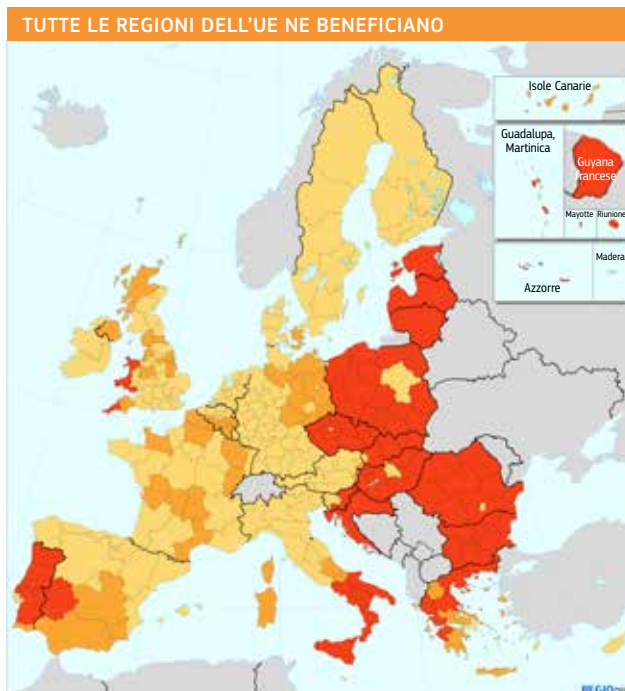 TUTTE LE REGIONI DELL'UE NE BENEFICIANO
Isole Canarie
Guadalupa,
Martinica
Guyana
Francese
Mayotte
Riunione
Madera
Azzorre